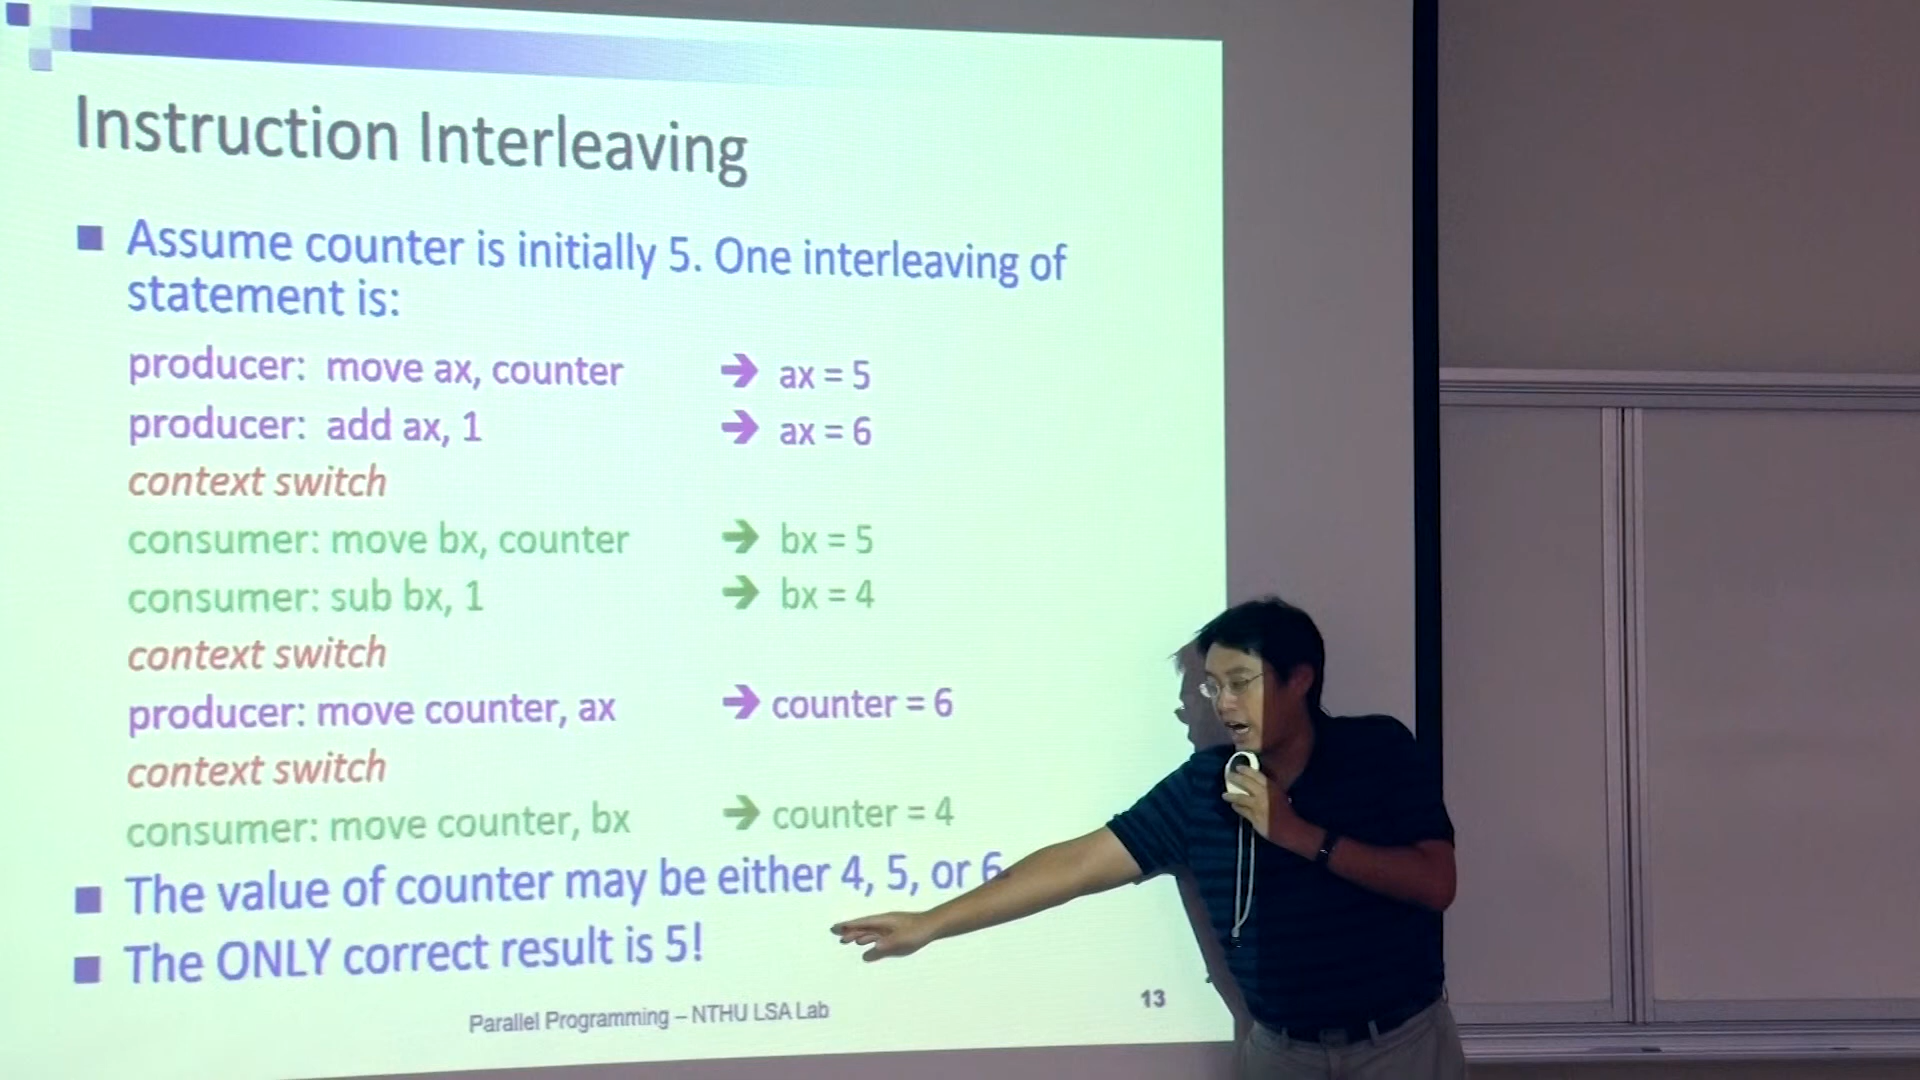 Instruction Interleaving
Assume counter is initially 5. One interleaving of
statement is:
producer: move ax, counter → ax = 5
producer: add ax, 1 → ax = 6
context switch
consumer: move bx, counter → bx = 5
consumer: sub bx, 1 → bx = 4
context switch
producer: move counter, ax → counter = 6
context switch
consumer: move counter, bx → counter = 4
The value of counter may be either 4, 5, or 6
The ONLY correct result is 5!
Parallel Programming – NTHU LSA Lab
13